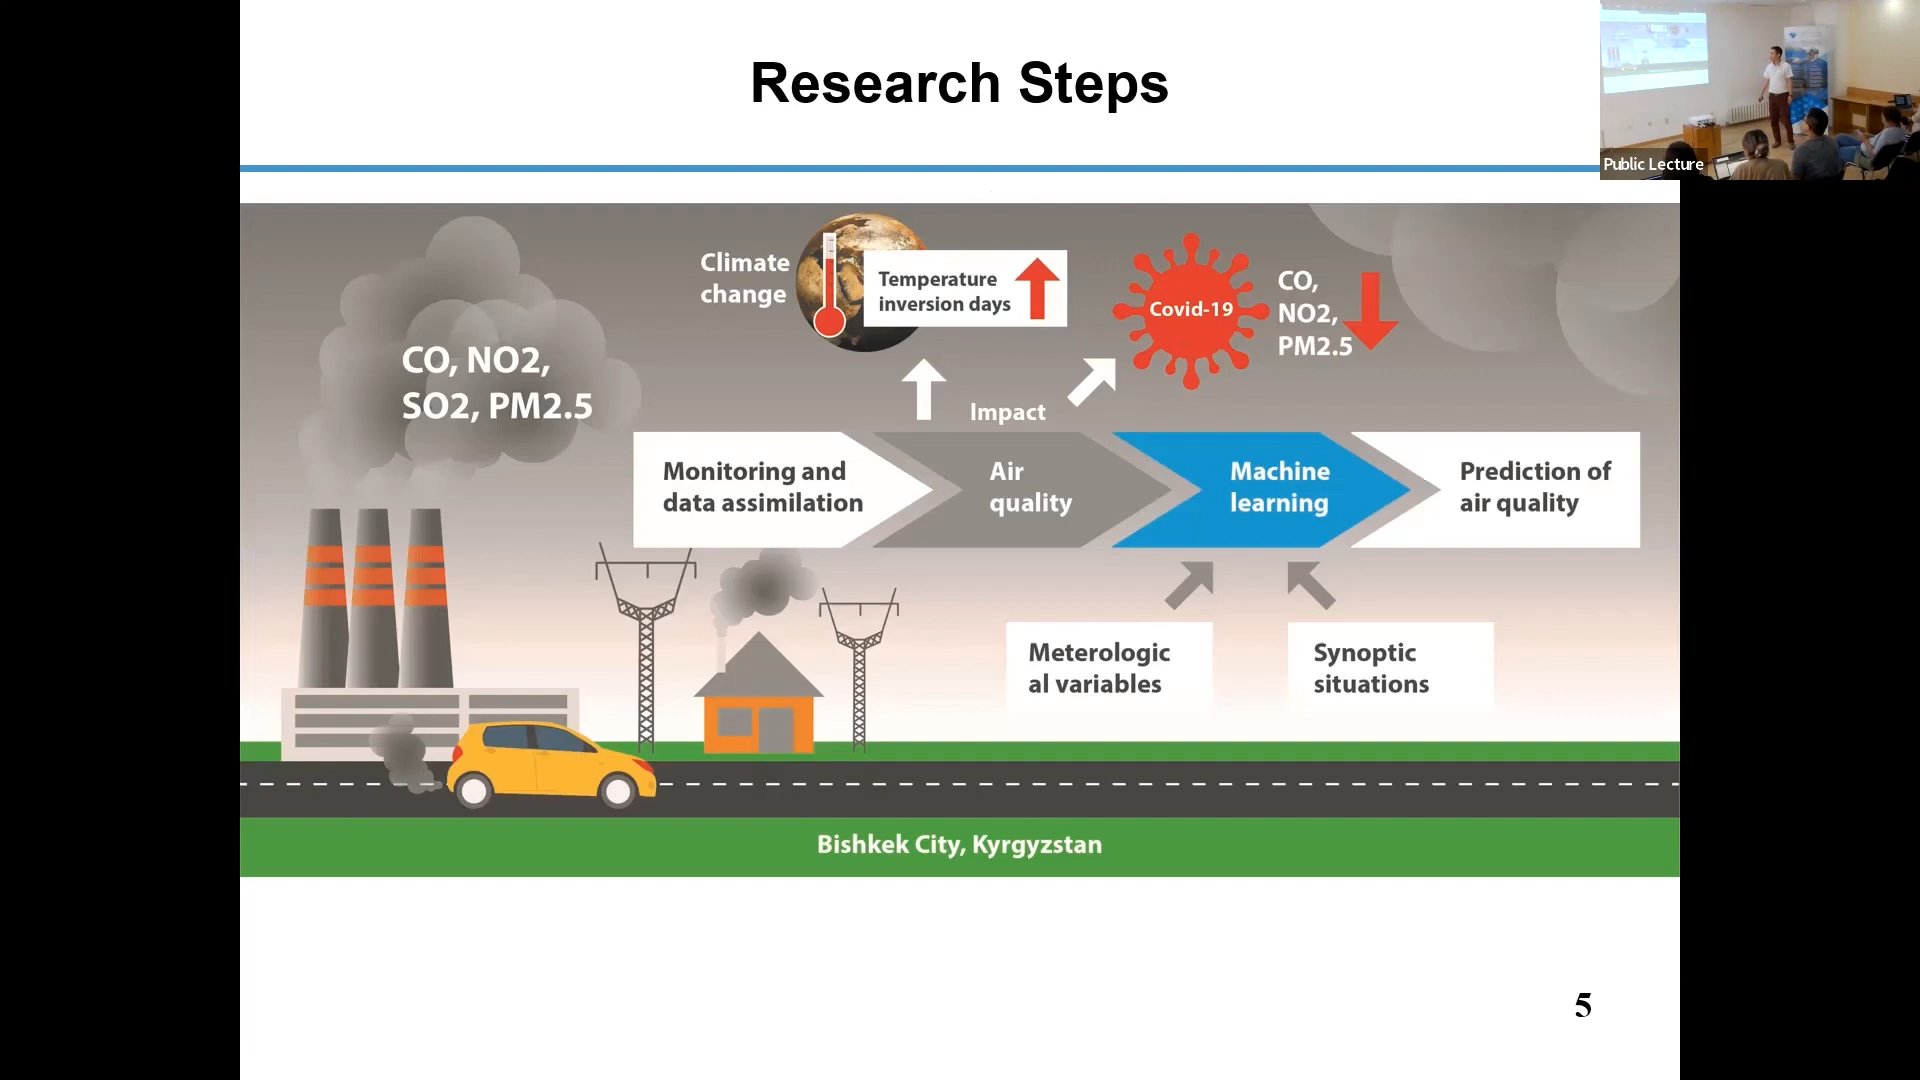 Research Steps
Public Lecture
Climate
change
Temperature
inversion days
Covid-19
CO,
NO2,
PM2.5
CO, NO2,
SO2, PM2.5
Impact
Monitoring and
data assimilation
Air
quality
Machine
learning
Prediction of
air quality
Meterologic
al variables
Synoptic
situations
Bishkek City, Kyrgyzstan
5